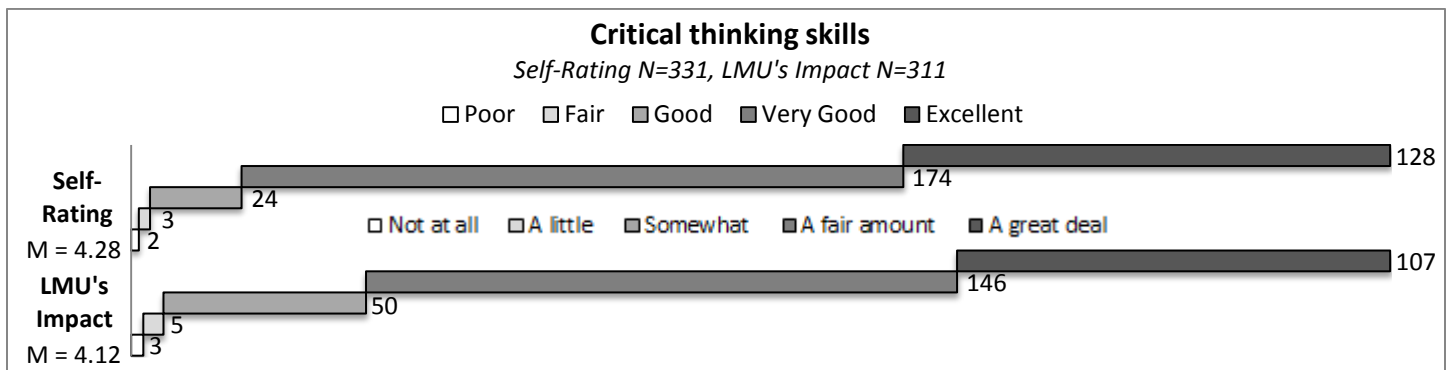 Critical thinking skills
Self-Rating N=331, LMU's Impact N=311
Poor Fair Good Very Good Excellent
128
174
24
3
2
Self-
Rating
M = 4.28
Not at all A little Somewhat A fair amount A great deal
107
146
50
5
3
LMU's
Impact
M = 4.12